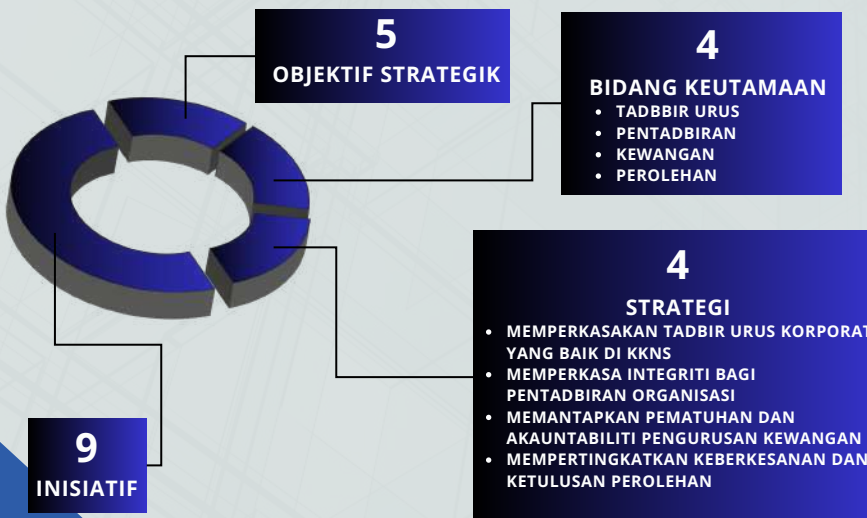 5
OBJEKTIF STRATEGIK
4
BIDANG KEUTAMAAN
• TADBBIR URUS
• PENTADBIRAN
• KEWANGAN
• PEROLEHAN
4
STRATEGI
• MEMPERKASAKAN TADBIR URUS KORPORAT
YANG BAIK DI KKNS
• MEMPERKASA INTEGRITI BAGI
PENTADBIRAN ORGANISASI
• MEMANTAPKAN PEMATUHAN DAN
AKAUNTABILITI PENGURUSAN KEWANGAN
• MEMPERTINGKATKAN KEBERKESANAN DAN
KETULUSAN PEROLEHAN
9
INISIATIF